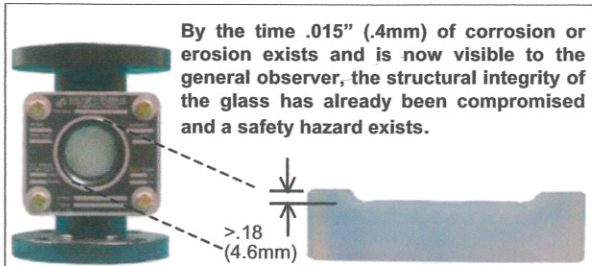 By the time .015” (.4mm) of corrosion or
erosion exists and is now visible to the
general observer, the structural integrity of
the glass has already been compromised
and a safety hazard exists.
>.18
(4.6mm)